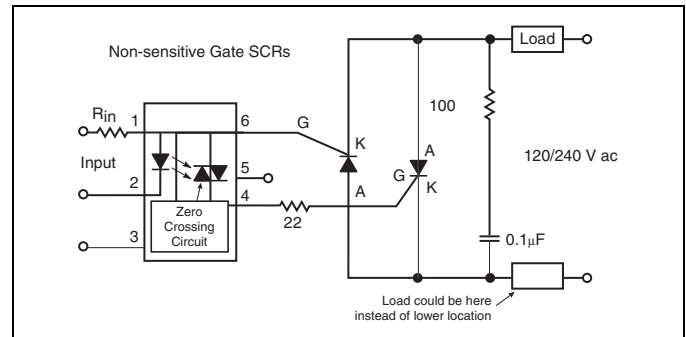 Non-sensitive Gate SCRs
Load
Rin
1
6
G
100
K
A
Input
120/240 V ac
5
G
K
2
4
A
Zero
Crossing
Circuit
22
3
0.1μF
Load could be here
instead of lower location